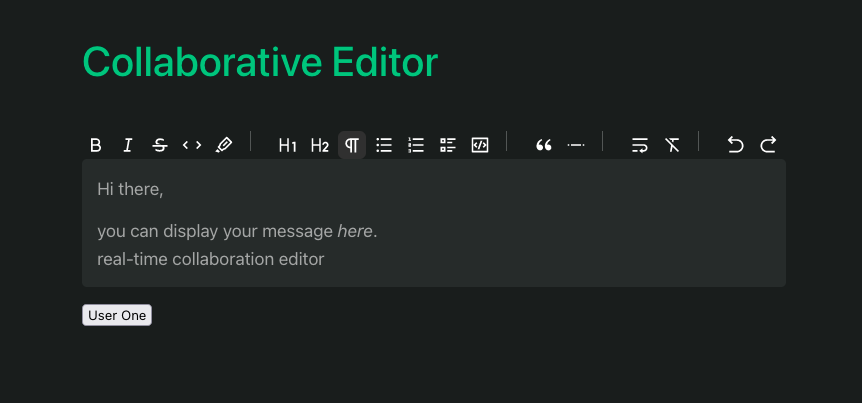 Collaborative Editor
B I S H1 H2
Hi there,
you can display your message here.
real-time collaboration editor
User One